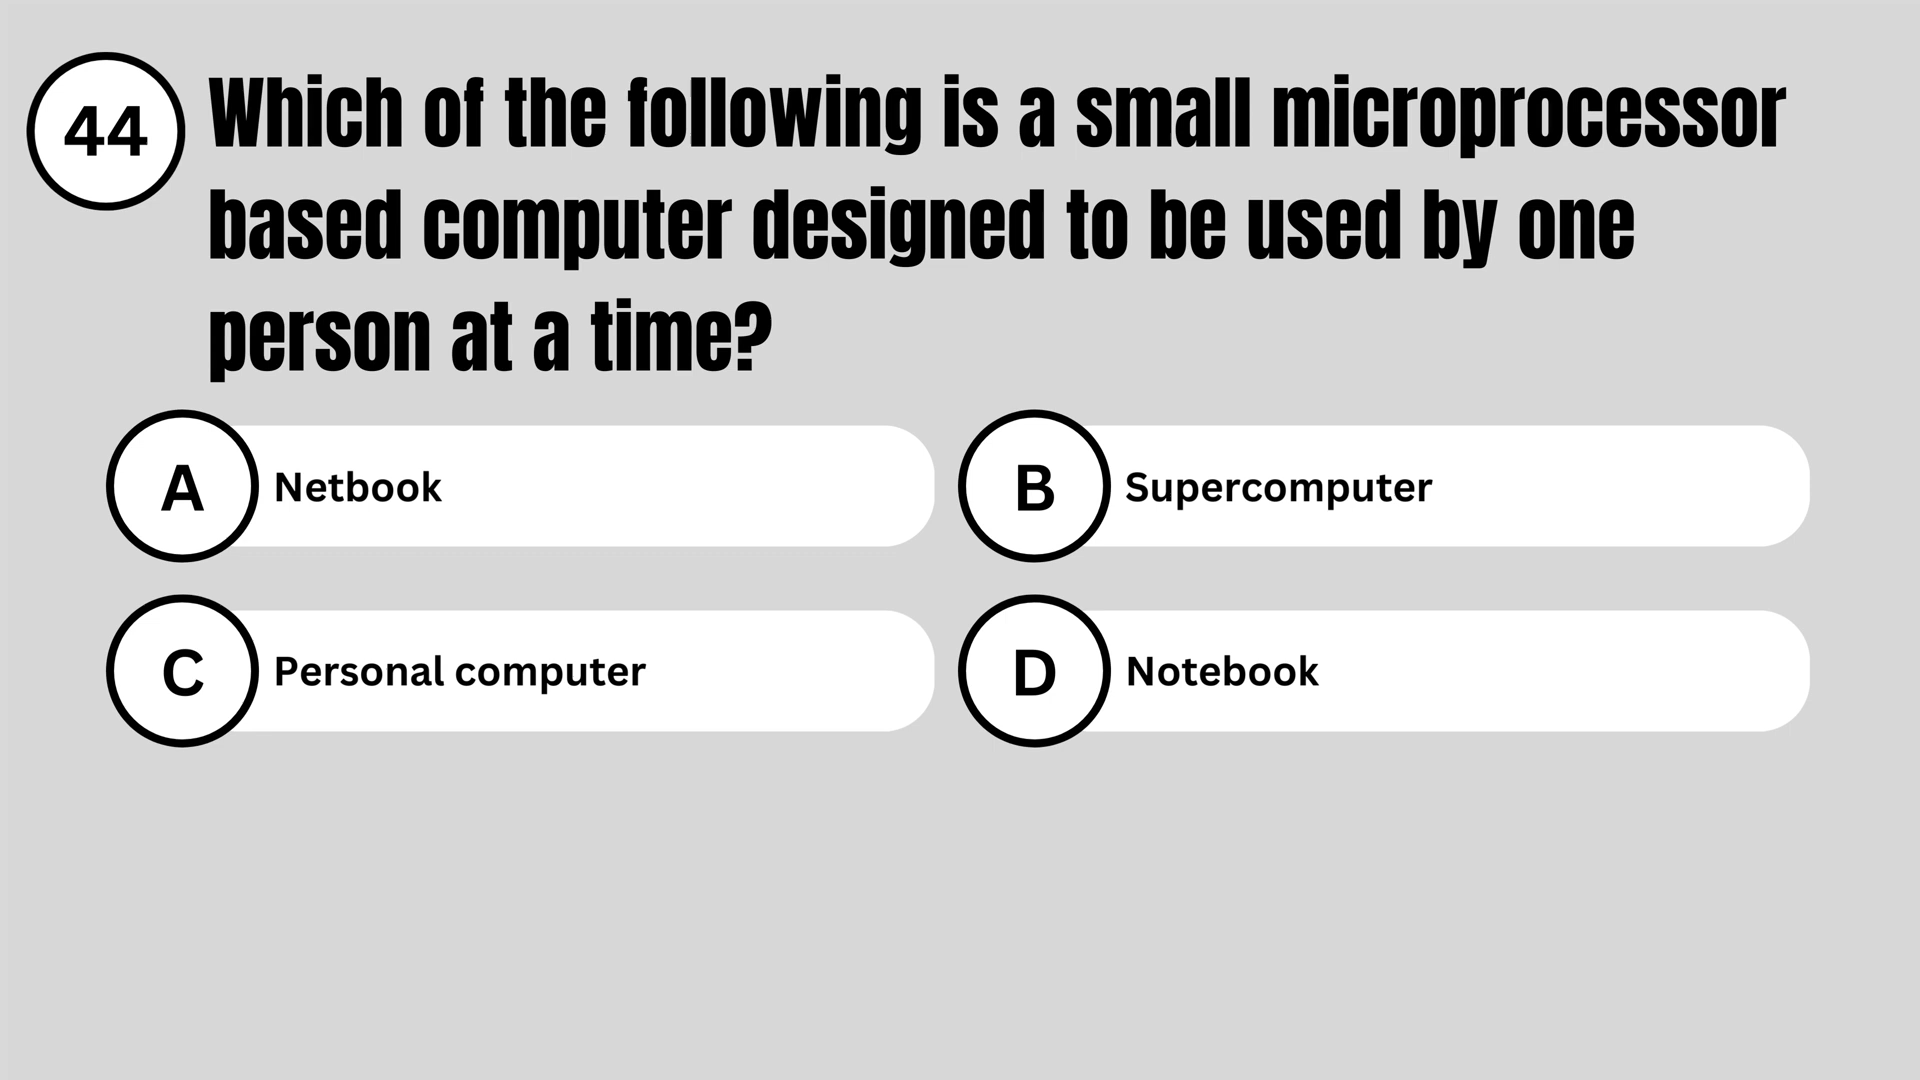 44
Which of the following is a small microprocessor
based computer designed to be used by one
person at a time?
A Netbook
B Supercomputer
C Personal computer
D Notebook